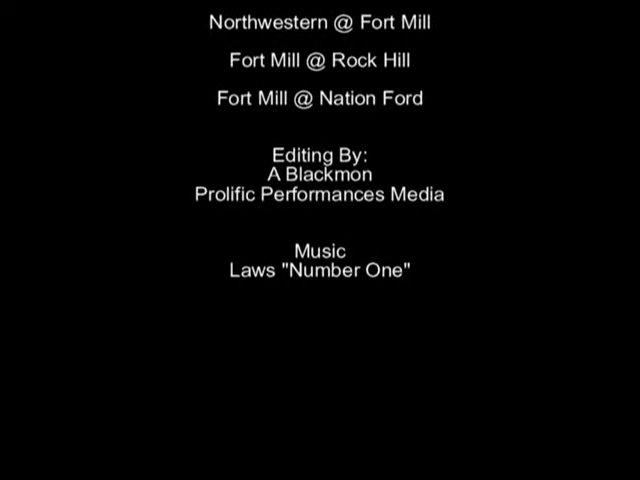 Northwestern @ Fort Mill
Fort Mill @ Rock Hill
Fort Mill @ Nation Ford
Editing By:
A Blackmon
Prolific Performances Media
Music
Laws "Number One"